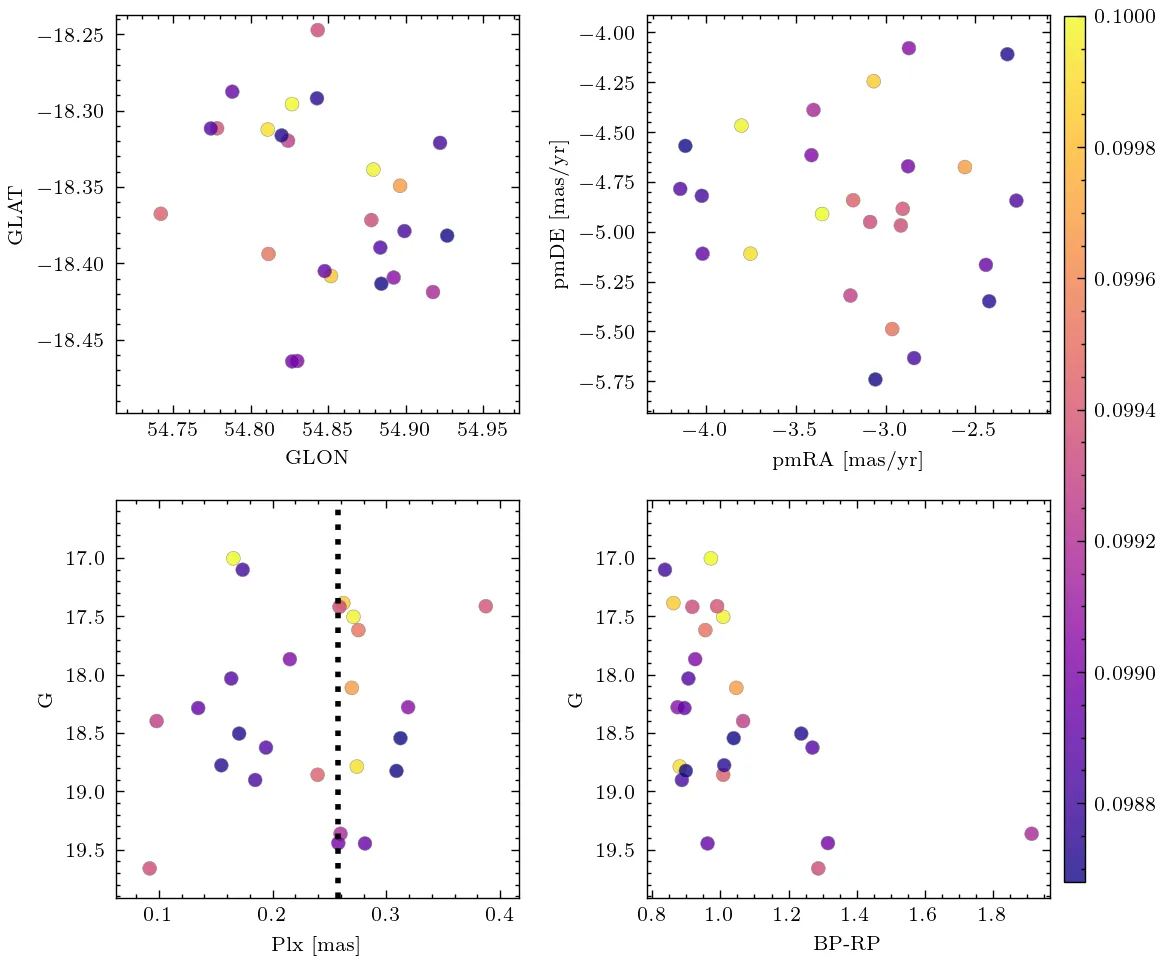 −18.25
−18.30
−18.35
−18.40
−18.45
GLAT
54.75 54.80 54.85 54.90 54.95
GLON
−4.00
−4.25
−4.50
−4.75
−5.00
−5.25
−5.50
−5.75
pmDE [mas/yr]
−4.0 −3.5 −3.0 −2.5
pmRA [mas/yr]
17.0
17.5
18.0
18.5
19.0
19.5
G
0.1 0.2 0.3 0.4
Plx [mas]
17.0
17.5
18.0
18.5
19.0
19.5
G
0.8 1.0 1.2 1.4 1.6 1.8
BP-RP
0.1000
0.0998
0.0996
0.0994
0.0992
0.0990
0.0988